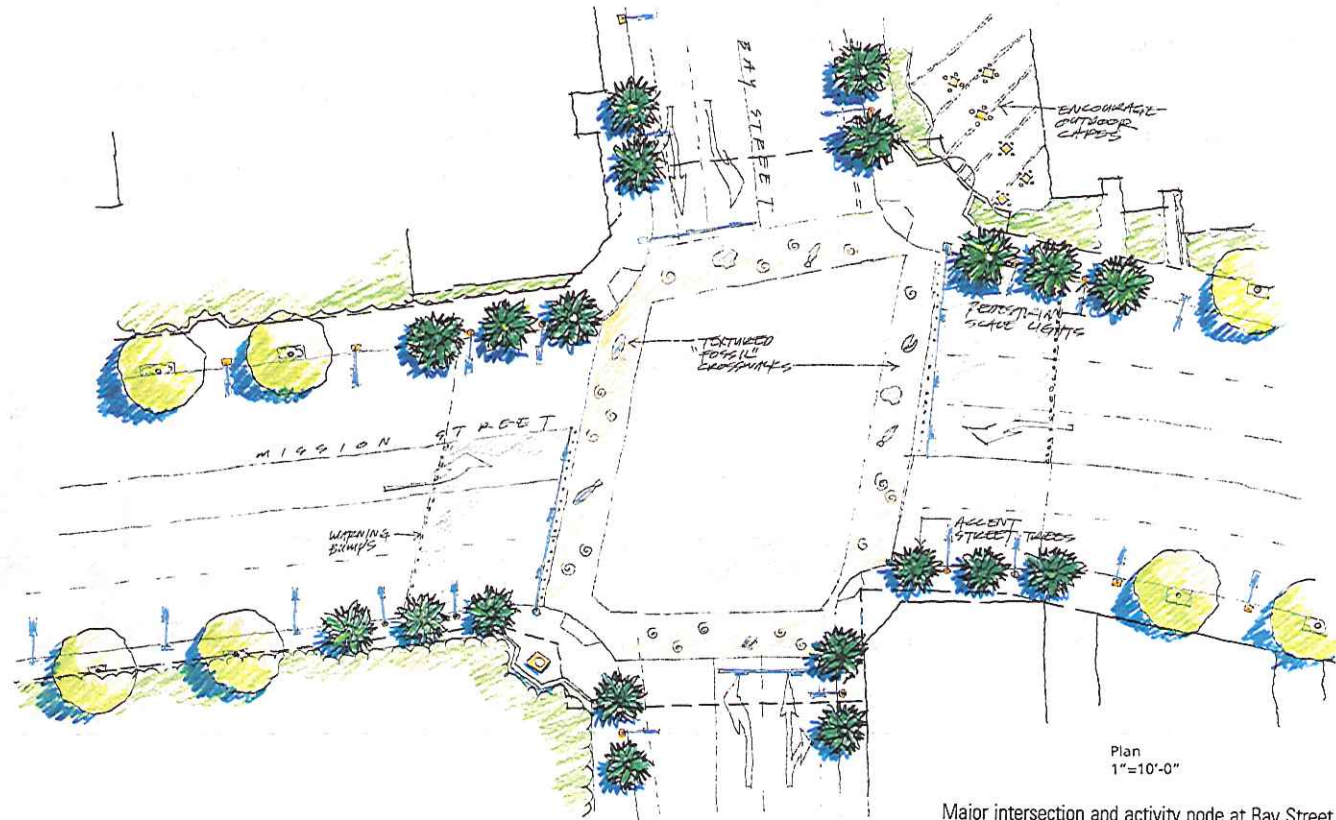 BAY STREET
ENCOURAGE
OUTDOOR
CAFES
PEDESTRIAN
SCALE LIGHTS
TEXTURED
"FOSSIL"
CROSSWALKS
MISSION STREET
WARNING
BUMPS
ACCENT
STREET TREES
Plan
1"=10'-0"
Major intersection and activity node at Bay Street